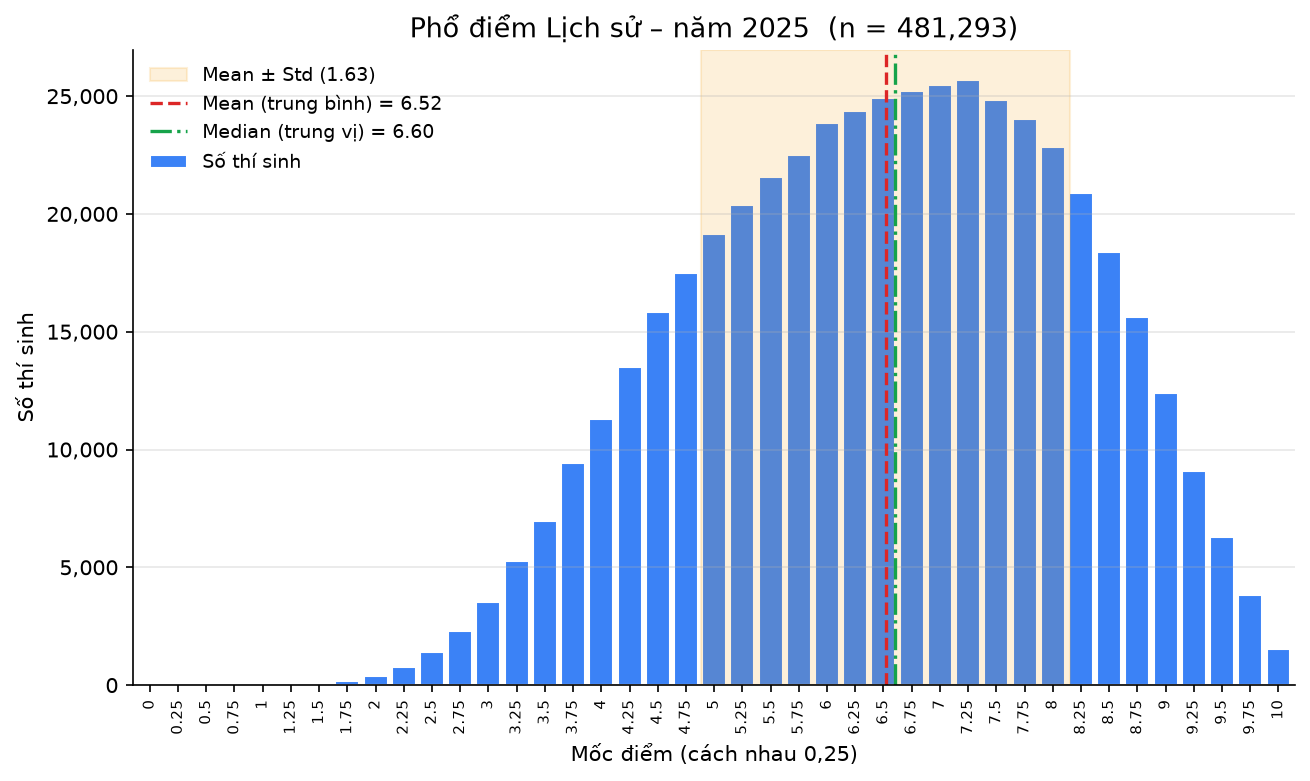 Phổ điểm Lịch sử – năm 2025 (n = 481,293)
Mean ± Std (1.63)
Mean (trung bình) = 6.52
Median (trung vị) = 6.60
Số thí sinh
Số thí sinh
25,000
20,000
15,000
10,000
5,000
0
0 0.25 0.5 0.75 1 1.25 1.5 1.75 2 2.25 2.5 2.75 3 3.25 3.5 3.75 4 4.25 4.5 4.75 5 5.25 5.5 5.75 6 6.25 6.5 6.75 7 7.25 7.5 7.75 8 8.25 8.5 8.75 9 9.25 9.5 9.75 10
Mốc điểm (cách nhau 0,25)